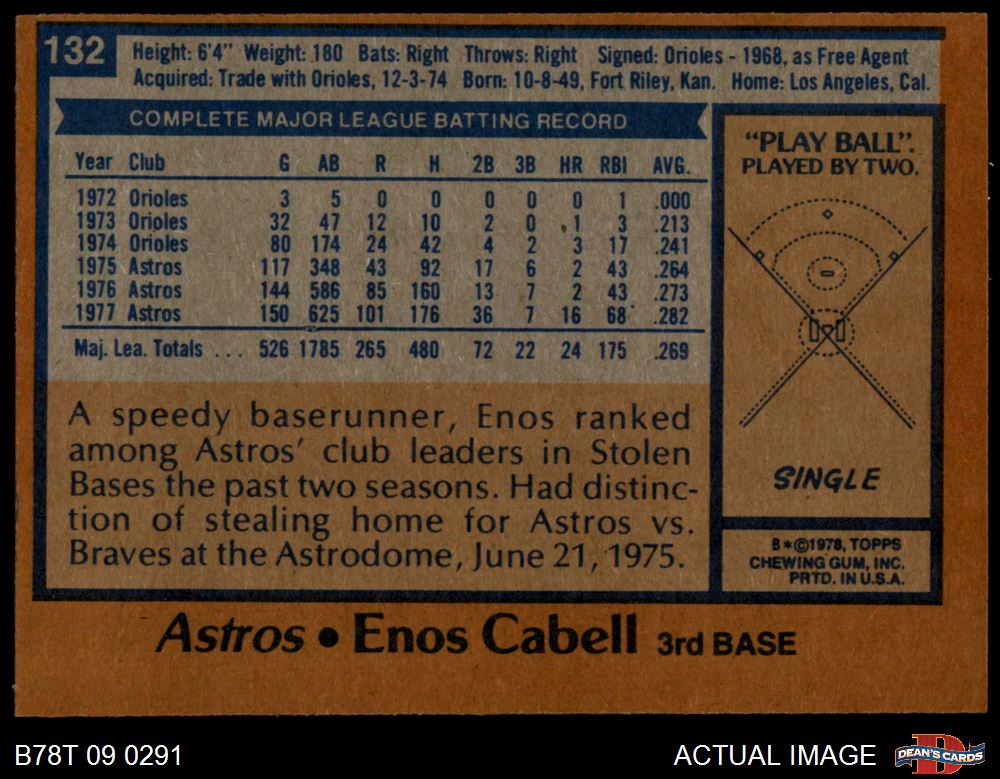 132
Height: 6'4" Weight: 180 Bats: Right Throws: Right Signed: Orioles - 1968, as Free Agent
Acquired: Trade with Orioles, 12-3-74 Born: 10-8-49, Fort Riley, Kan. Home: Los Angeles, Cal.
COMPLETE MAJOR LEAGUE BATTING RECORD
Year Club G AB R H 2B 3B HR RBI AVG.
1972 Orioles 3 5 0 0 0 0 0 1 .000
1973 Orioles 32 47 12 10 2 0 1 3 .213
1974 Orioles 80 174 24 42 4 2 3 17 .241
1975 Astros 117 348 43 92 17 6 2 43 .264
1976 Astros 144 586 85 160 13 7 2 43 .273
1977 Astros 150 625 101 176 36 7 16 68 .282
Maj. Lea. Totals ... 526 1785 265 480 72 22 24 175 .269
A speedy baserunner, Enos ranked
among Astros' club leaders in Stolen
Bases the past two seasons. Had distinc-
tion of stealing home for Astros vs.
Braves at the Astrodome, June 21, 1975.
"PLAY BALL".
PLAYED BY TWO.
SINGLE
B*©1978, TOPPS
CHEWING GUM, INC.
PRTD. IN U.S.A.
Astros • Enos Cabell 3rd BASE
B78T 09 0291
ACTUAL IMAGE
DEAN'S CARDS